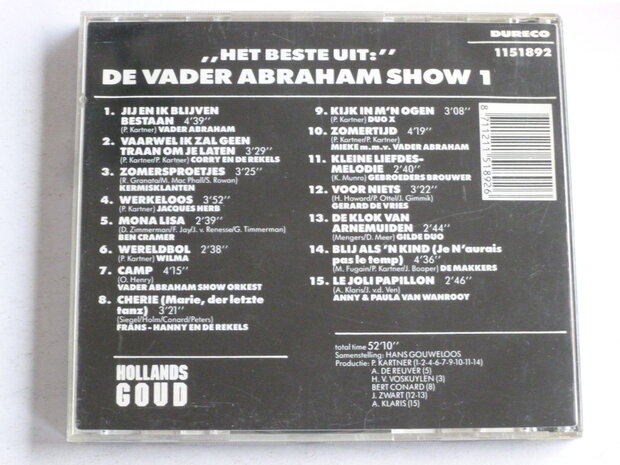 DURECO
1151892
,,HET BESTE UIT:''
DE VADER ABRAHAM SHOW 1
1. JIJ EN IK BLIJVEN
BESTAAN 4'39''
(P. Kartner) VADER ABRAHAM
2. VAARWEL IK ZAL GEEN
TRAAN OM JE LATEN 3'29''
(P. Kartner/P. Kartner) CORRY EN DE REKELS
3. ZOMERSPROETJES 3'25''
(R. Granata/M. Mac Phall/S. Rowan)
KERMISKLANTEN
4. WERKELOOS 3'52''
(P. Kartner) JACQUES HERB
5. MONA LISA 2'39''
(D. Zimmerman/F. Jay/J. v. Renesse/G. Timmerman)
BEN CRAMER
6. WERELDBOL 2'38''
(P. Kartner) WILMA
7. CAMP 4'15''
(O. Henry)
VADER ABRAHAM SHOW ORKEST
8. CHERIE (Marie, der letzte
tanz) 3'21''
(Siegel/Holm/Conard/Peters)
FRANS - HANNY EN DE REKELS
9. KIJK IN M'N OGEN 3'08''
(P. Kartner) DUO X
10. ZOMERTIJD 4'19''
(P. Kartner/P. Kartner)
MIEKE m.m.v. VADER ABRAHAM
11. KLEINE LIEFDES-
MELODIE 2'40''
(K. Munro) GEBROEDERS BROUWER
12. VOOR NIETS 3'22''
(H. Howard/P. Ottel/J. Gimmik)
GERARD DE VRIES
13. DE KLOK VAN
ARNEMUIDEN 2'44''
(Mengers/D. Meer) GILDE DUO
14. BLIJ ALS 'N KIND (Je N'aurais
pas le temp) 4'36''
(M. Fugain/P. Kartner/J. Booper) DE MAKKERS
15. LE JOLI PAPILLON 2'46''
(A. Klaris/J. v.d. Ven)
ANNY & PAULA VAN WANROOY
8 711211 518926
HOLLANDS
GOUD
total time 52'10''
Samenstelling: HANS GOUWELOOS
Productie: P. KARTNER (1-2-4-6-7-9-10-11-14)
A. DE REUVER (5)
H. V. VOSKUYLEN (3)
BERT CONARD (8)
J. ZWART (12-13)
A. KLARIS (15)